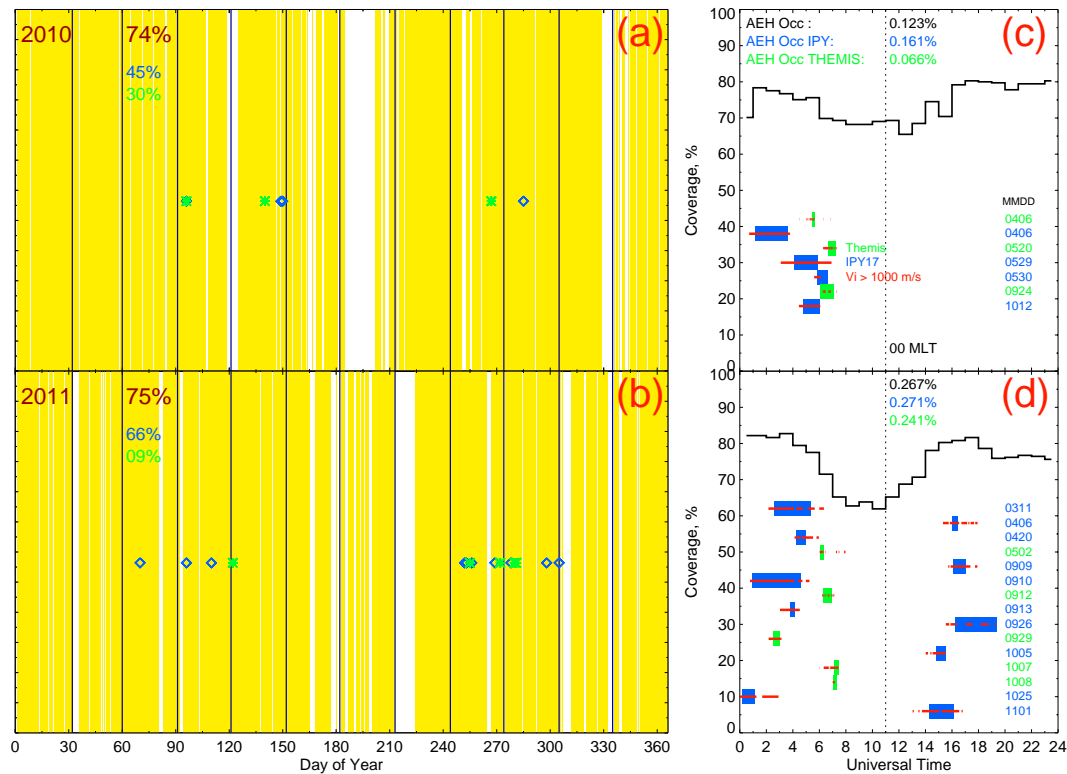 2010
74%
(a)
45%
30%
2011
75%
(b)
66%
09%
0 30 60 90 120 150 180 210 240 270 300 330 360
Day of Year
100
90
80
70
60
50
40
30
20
10
0
Coverage, %
AEH Occ : 0.123%
AEH Occ IPY: 0.161%
AEH Occ THEMIS: 0.066%
(c)
MMDD
0406
0406
Themis 0520
IPY17 0529
Vi > 1000 m/s 0530
0924
1012
00 MLT
100
90
80
70
60
50
40
30
20
10
0
Coverage, %
0.267%
0.271%
0.241%
(d)
0311
0406
0420
0502
0909
0910
0912
0913
0926
0929
1005
1007
1008
1025
1101
0 2 4 6 8 10 12 14 16 18 20 22 24
Universal Time